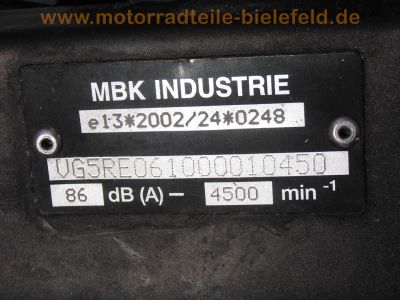 www.motorradteile-bielefeld.de
MBK INDUSTRIE
e13*2002/24*0248
VG5RE061000010450
86 dB (A) — 4500 min -1